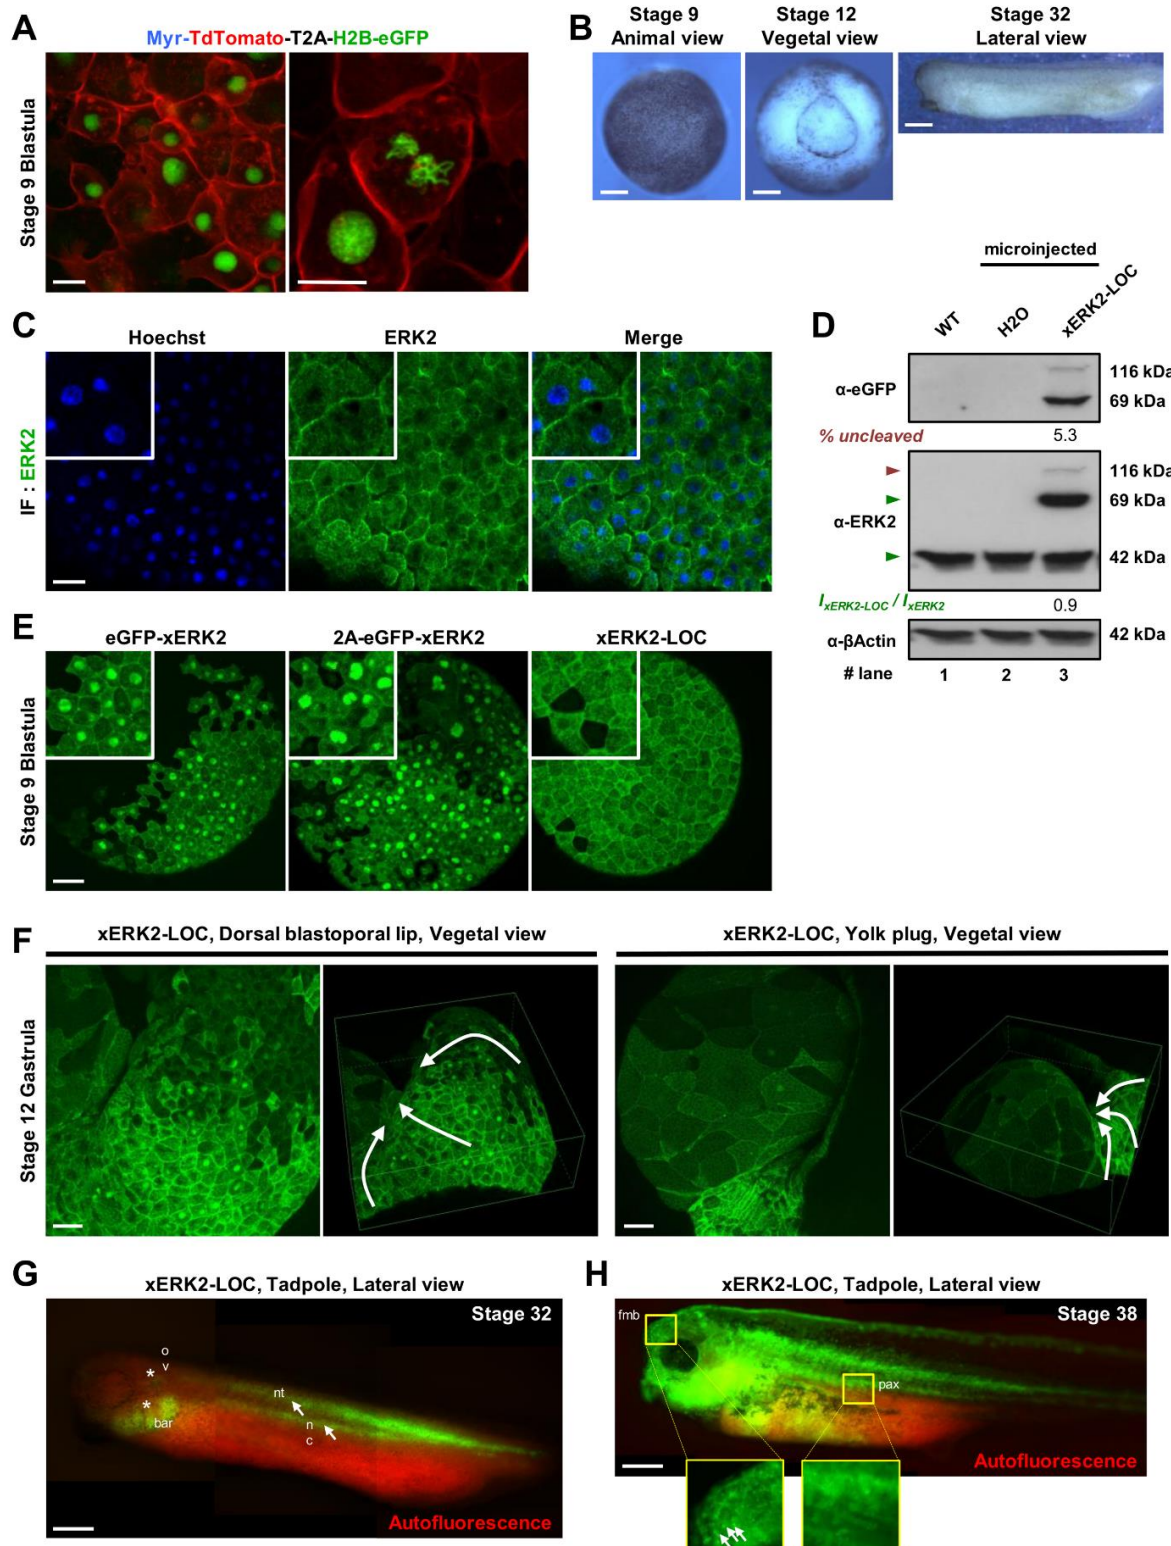 A
Myr-TdTomato-T2A-H2B-eGFP
Stage 9 Blastula
B
Stage 9
Animal view
Stage 12
Vegetal view
Stage 32
Lateral view
C
Hoechst
ERK2
Merge
IF : ERK2
D
microinjected
WT
H2O
xERK2-LOC
α-eGFP
116 kDa
69 kDa
% uncleaved
5.3
α-ERK2
116 kDa
69 kDa
42 kDa
IxERK2-LOC / IxERK2
0.9
α-βActin
42 kDa
# lane
1
2
3
E
eGFP-xERK2
2A-eGFP-xERK2
xERK2-LOC
Stage 9 Blastula
F
xERK2-LOC, Dorsal blastoporal lip, Vegetal view
xERK2-LOC, Yolk plug, Vegetal view
Stage 12 Gastrula
G
xERK2-LOC, Tadpole, Lateral view
Stage 32
o
v
*
*
bar
nt
n
c
Autofluorescence
H
xERK2-LOC, Tadpole, Lateral view
Stage 38
fmb
pax
Autofluorescence